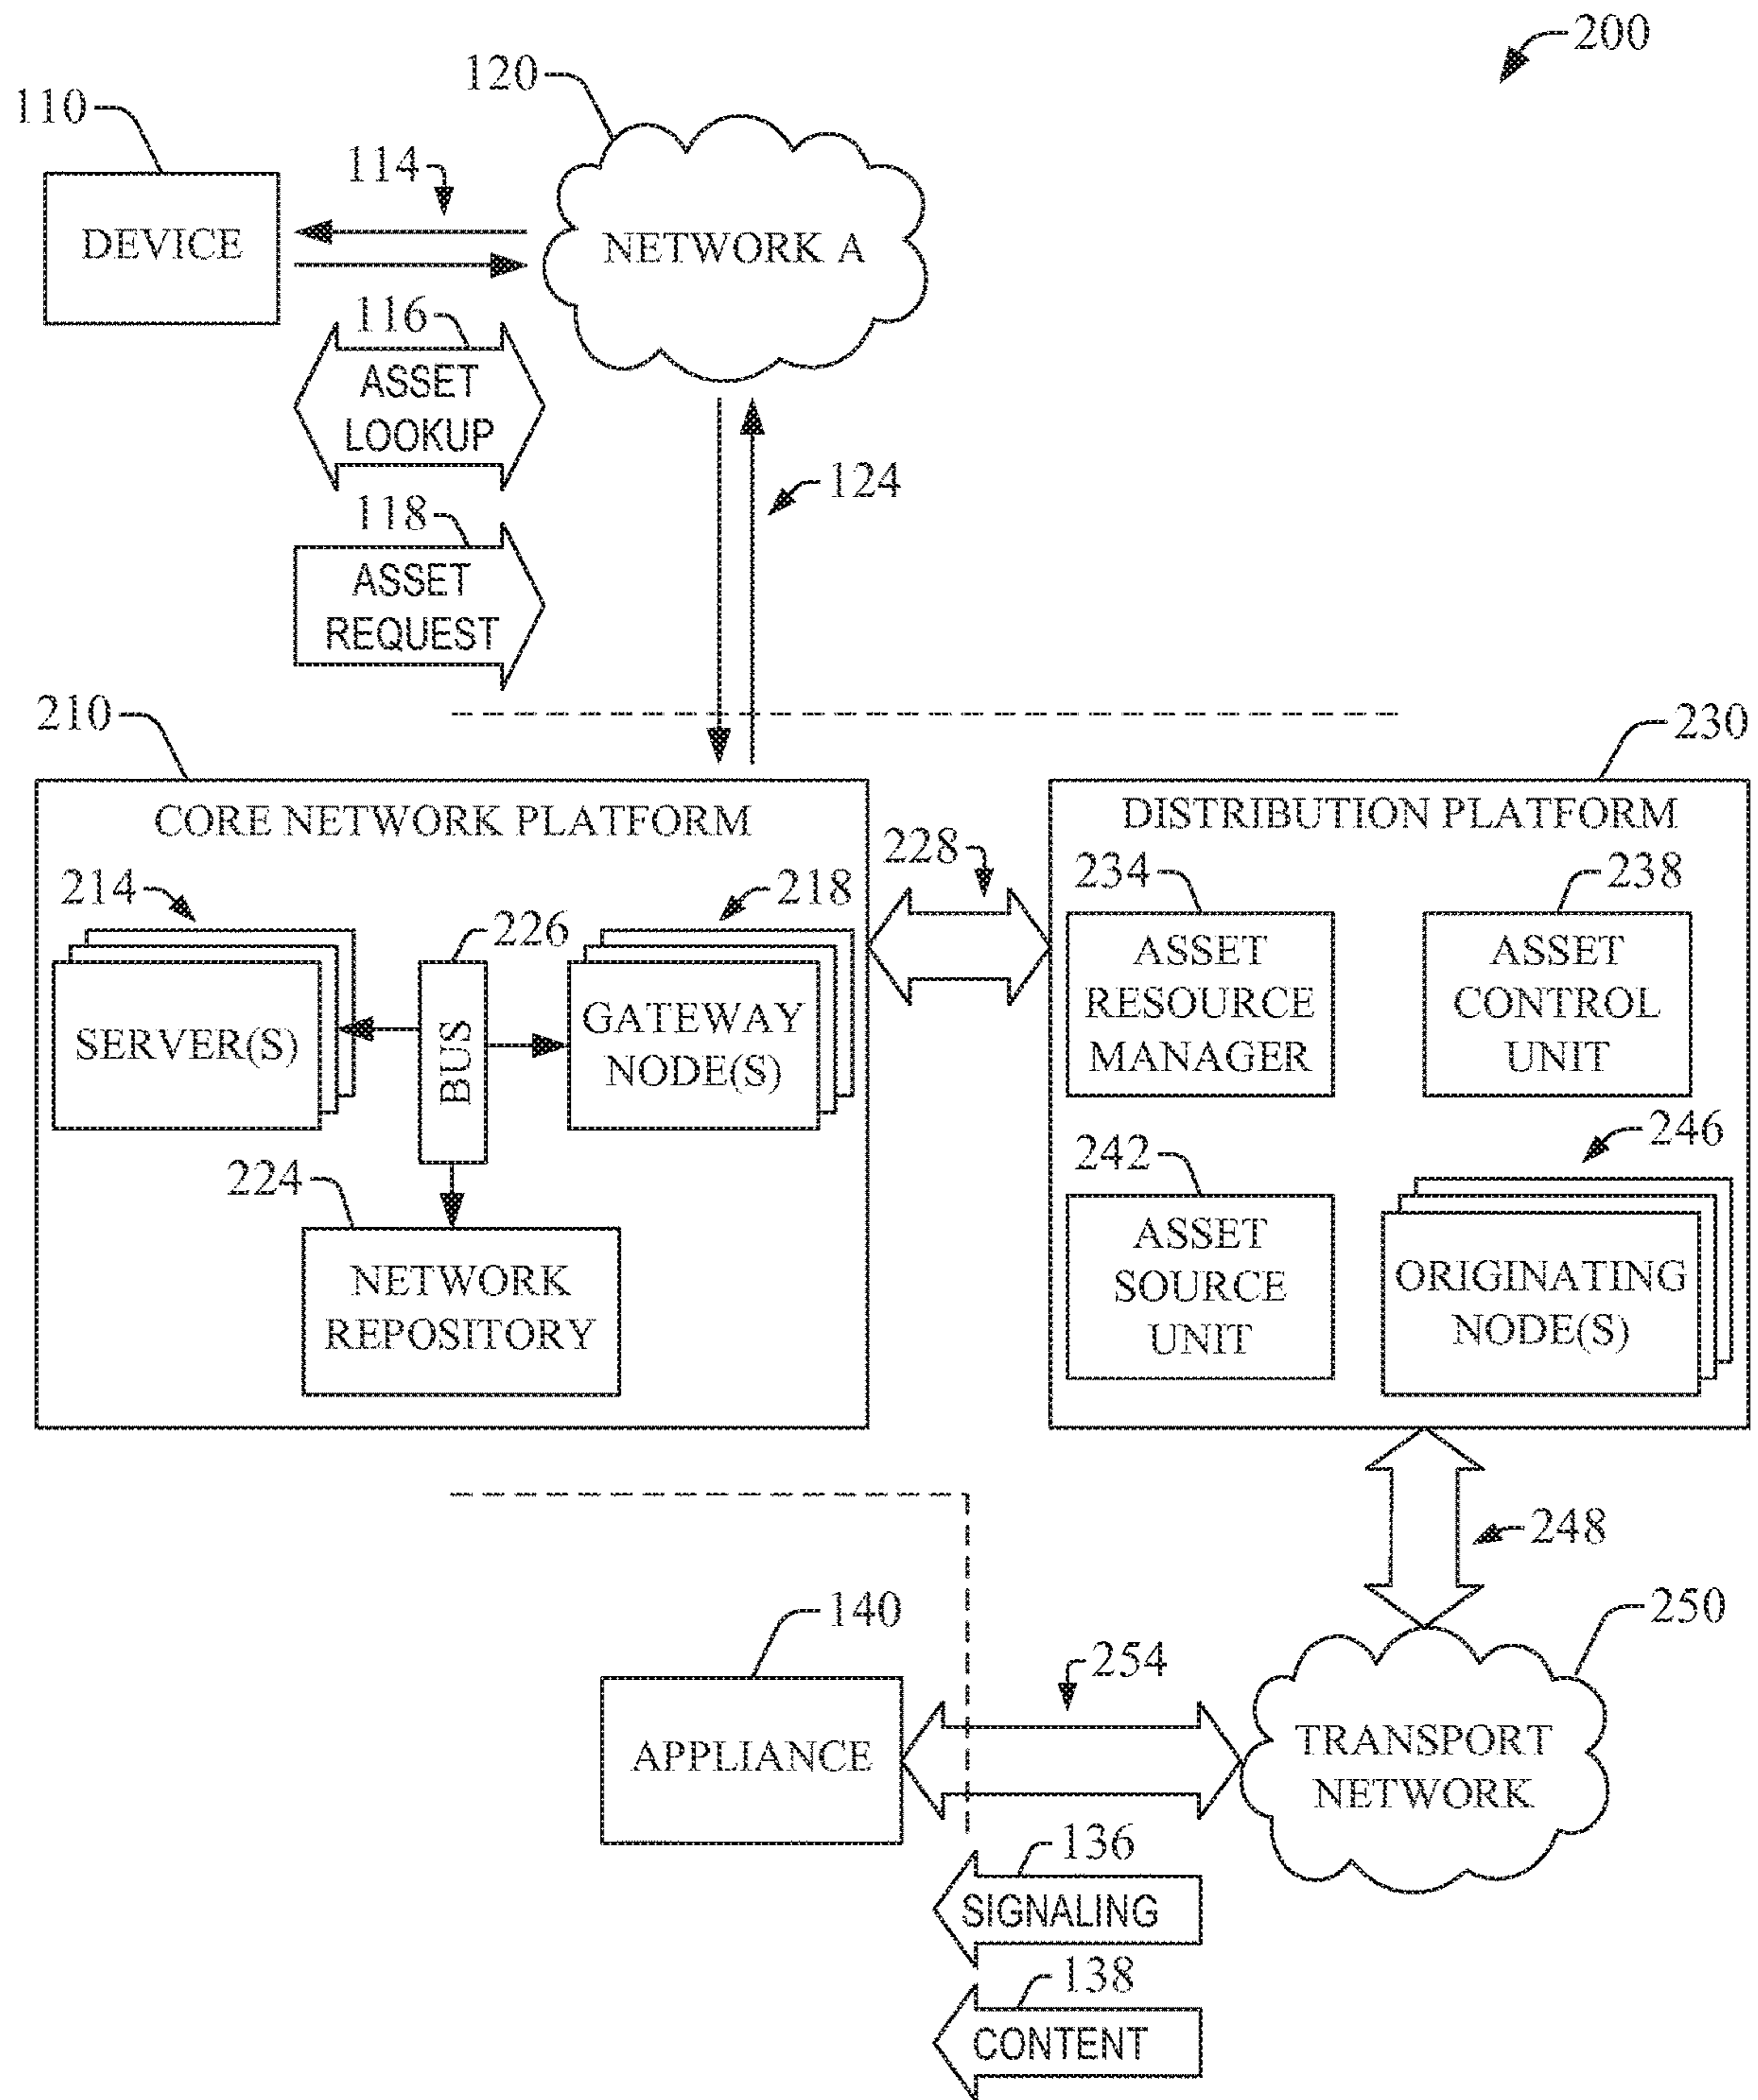 200
120
110
114
DEVICE
NETWORK A
116
ASSET
LOOKUP
124
118
ASSET
REQUEST
210
230
CORE NETWORK PLATFORM
DISTRIBUTION PLATFORM
228
214
218
234
238
226
SERVER(S)
BUS
GATEWAY
NODE(S)
ASSET
RESOURCE
MANAGER
ASSET
CONTROL
UNIT
224
242
246
NETWORK
REPOSITORY
ASSET
SOURCE
UNIT
ORIGINATING
NODE(S)
248
140
254
250
APPLIANCE
TRANSPORT
NETWORK
136
SIGNALING
138
CONTENT